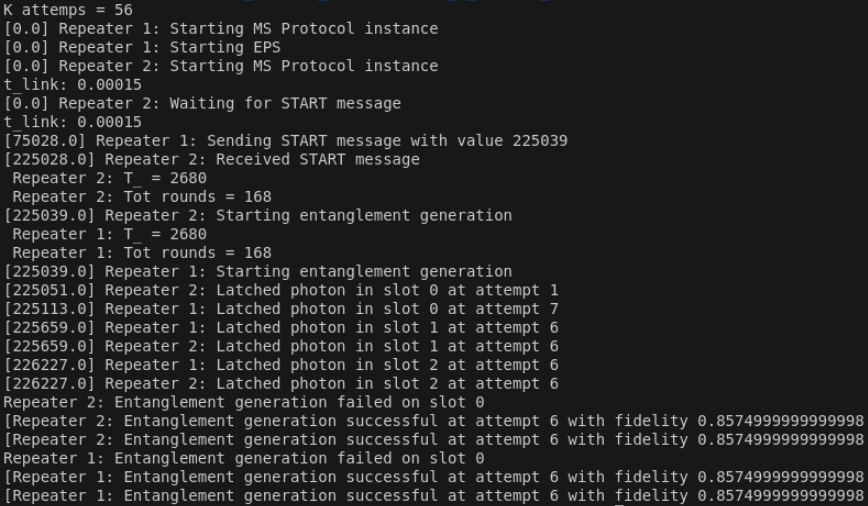 K attemps = 56
[0.0] Repeater 1: Starting MS Protocol instance
[0.0] Repeater 1: Starting EPS
[0.0] Repeater 2: Starting MS Protocol instance
t_link: 0.00015
[0.0] Repeater 2: Waiting for START message
t_link: 0.00015
[75028.0] Repeater 1: Sending START message with value 225039
[225028.0] Repeater 2: Received START message
Repeater 2: T_ = 2680
Repeater 2: Tot rounds = 168
[225039.0] Repeater 2: Starting entanglement generation
Repeater 1: T_ = 2680
Repeater 1: Tot rounds = 168
[225039.0] Repeater 1: Starting entanglement generation
[225051.0] Repeater 2: Latched photon in slot 0 at attempt 1
[225113.0] Repeater 1: Latched photon in slot 0 at attempt 7
[225659.0] Repeater 1: Latched photon in slot 1 at attempt 6
[225659.0] Repeater 2: Latched photon in slot 1 at attempt 6
[226227.0] Repeater 1: Latched photon in slot 2 at attempt 6
[226227.0] Repeater 2: Latched photon in slot 2 at attempt 6
Repeater 2: Entanglement generation failed on slot 0
[Repeater 2: Entanglement generation successful at attempt 6 with fidelity 0.8574999999999998
[Repeater 2: Entanglement generation successful at attempt 6 with fidelity 0.8574999999999998
Repeater 1: Entanglement generation failed on slot 0
[Repeater 1: Entanglement generation successful at attempt 6 with fidelity 0.8574999999999998
[Repeater 1: Entanglement generation successful at attempt 6 with fidelity 0.8574999999999998